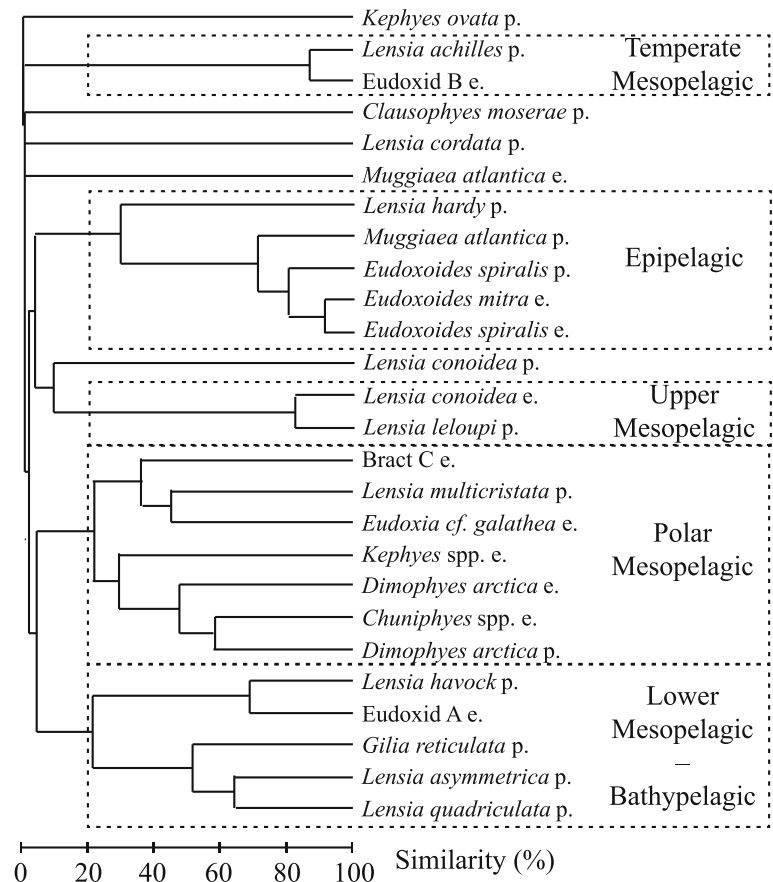 Kephyes ovata p.
Lensia achilles p.
Eudoxid B e.
Temperate
Mesopelagic
Clausophyes moserae p.
Lensia cordata p.
Muggiaea atlantica e.
Lensia hardy p.
Muggiaea atlantica p.
Eudoxoides spiralis p.
Eudoxoides mitra e.
Eudoxoides spiralis e.
Epipelagic
Lensia conoidea p.
Lensia conoidea e.
Lensia leloupi p.
Upper
Mesopelagic
Bract C e.
Lensia multicristata p.
Eudoxia cf. galathea e.
Kephyes spp. e.
Dimophyes arctica e.
Chuniphyes spp. e.
Dimophyes arctica p.
Polar
Mesopelagic
Lensia havock p.
Eudoxid A e.
Gilia reticulata p.
Lensia asymmetrica p.
Lensia quadriculata p.
Lower
Mesopelagic
–
Bathypelagic
0 20 40 60 80 100 Similarity (%)